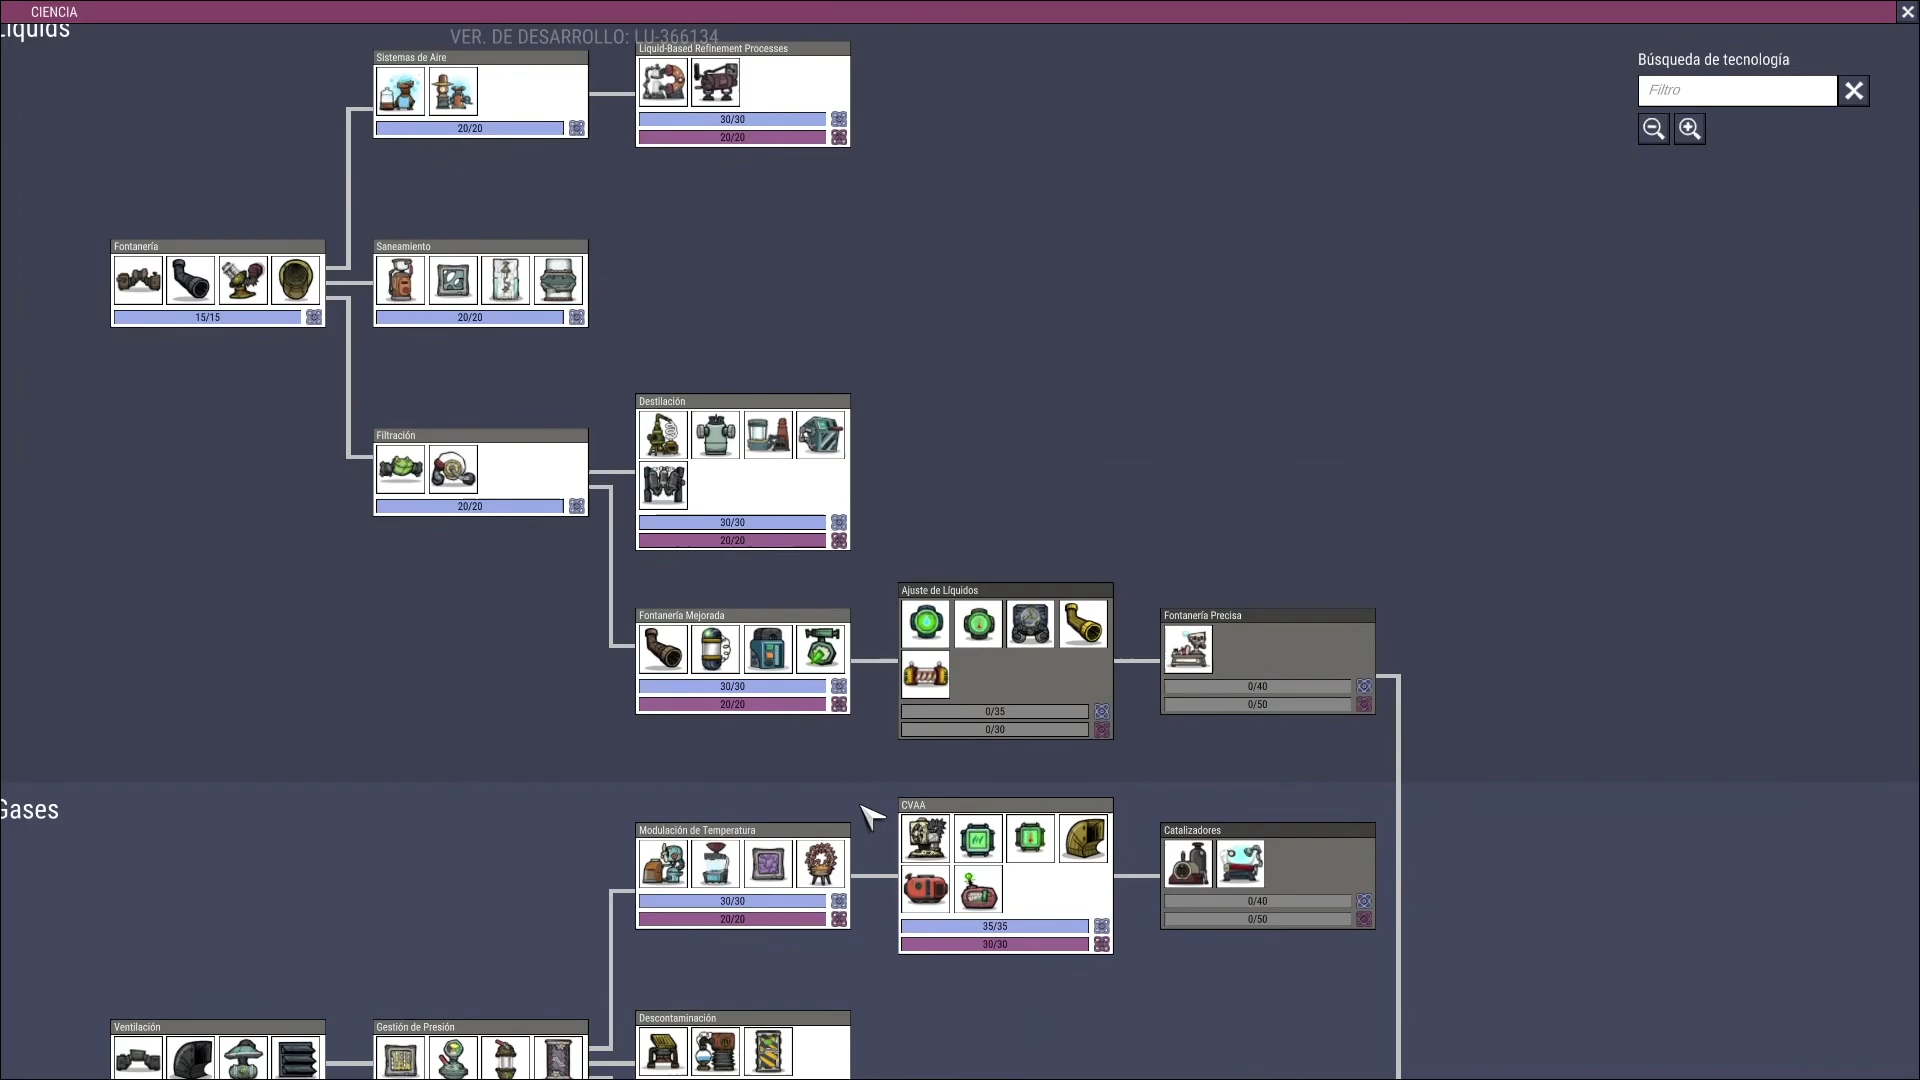 CIENCIA
Liquids
VER. DE DESARROLLO: LU-366134
Búsqueda de tecnología
Filtro
Sistemas de Aire
20/20
Liquid-Based Refinement Processes
30/30
20/20
Fontanería
15/15
Saneamiento
20/20
Filtración
20/20
Destilación
30/30
20/20
Fontanería Mejorada
30/30
20/20
Ajuste de Líquidos
0/35
0/30
Fontanería Precisa
0/40
0/50
Gases
Modulación de Temperatura
30/30
20/20
CVAA
35/35
30/30
Catalizadores
0/40
0/50
Ventilación
Gestión de Presión
Descontaminación